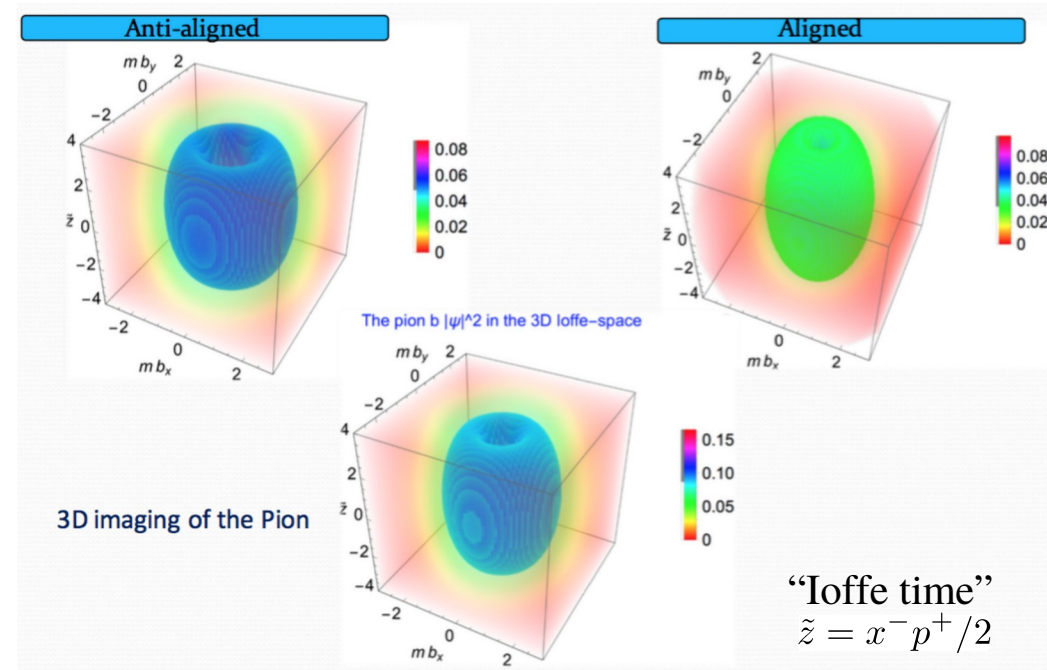 Anti-aligned
Aligned
m b_y 2
0
−2
4
2
z̃ 0
−2
−4
−2
0
m b_x
2
0.08
0.06
0.04
0.02
0
2
m b_y
0
−2
4
2
z̃ 0
−2
−4
0
m b_x 2
0.08
0.06
0.04
0.02
0
The pion b |ψ|^2 in the 3D Ioffe−space
m b_y 2
0
−2
4
2
z̃ 0
−2
−4
−2
0
m b_x
2
0.15
0.10
0.05
0
3D imaging of the Pion
“Ioffe time”
z̃ = x⁻p⁺/2